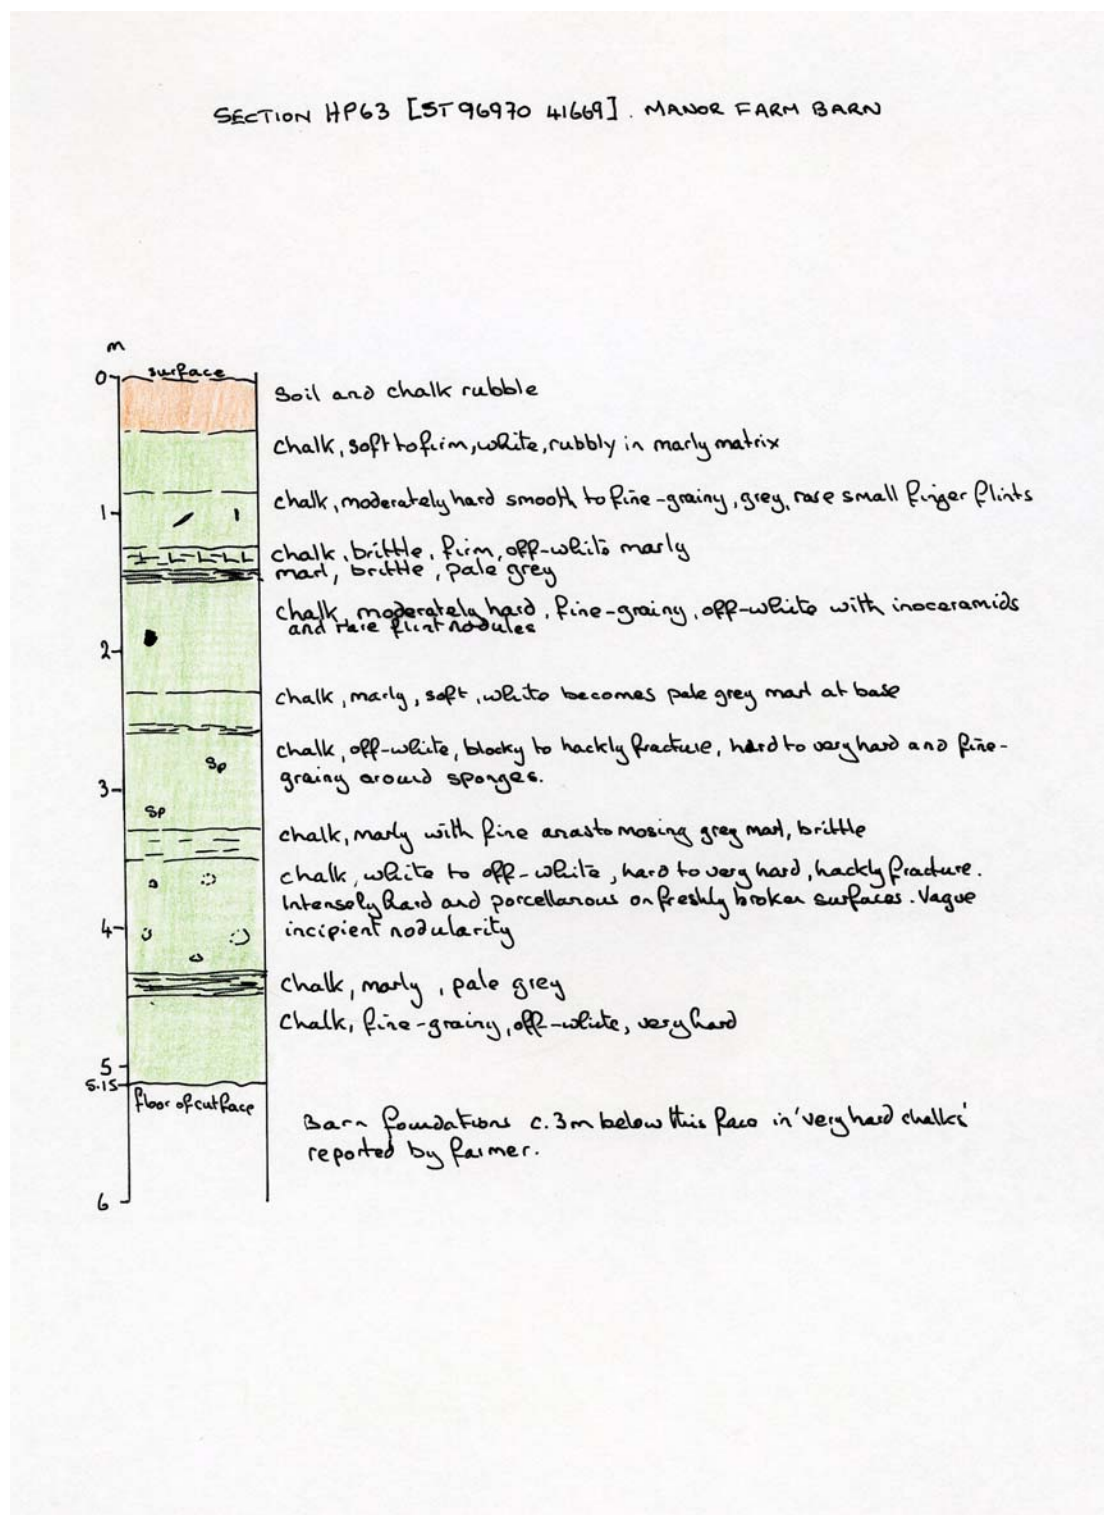 SECTION HP63 [ST 96970 41669]. MANOR FARM BARN
m
surface
0
Soil and chalk rubble
chalk, soft to firm, white, rubbly in marly matrix
chalk, moderately hard smooth to fine-grainy, grey, rare small finger flints
1
chalk, brittle, firm, off-white marly
marl, brittle, pale grey
chalk, moderately hard, fine-grainy, off-white with inoceramids
and rare flint nodules
2
chalk, marly, soft, white becomes pale grey marl at base
chalk, off-white, blocky to hackly fracture, hard to very hard and fine-
grainy around sponges.
Sp
3
Sp
chalk, marly with fine anastomosing grey marl, brittle
chalk, white to off-white, hard to very hard, hackly fracture.
Intensely hard and porcellanous on freshly broken surfaces. Vague
incipient nodularity
4
chalk, marly, pale grey
chalk, fine-grainy, off-white, very hard
5
5.15
floor of cut face
Barn foundations c. 3m below this face in 'very hard chalks'
reported by farmer.
6